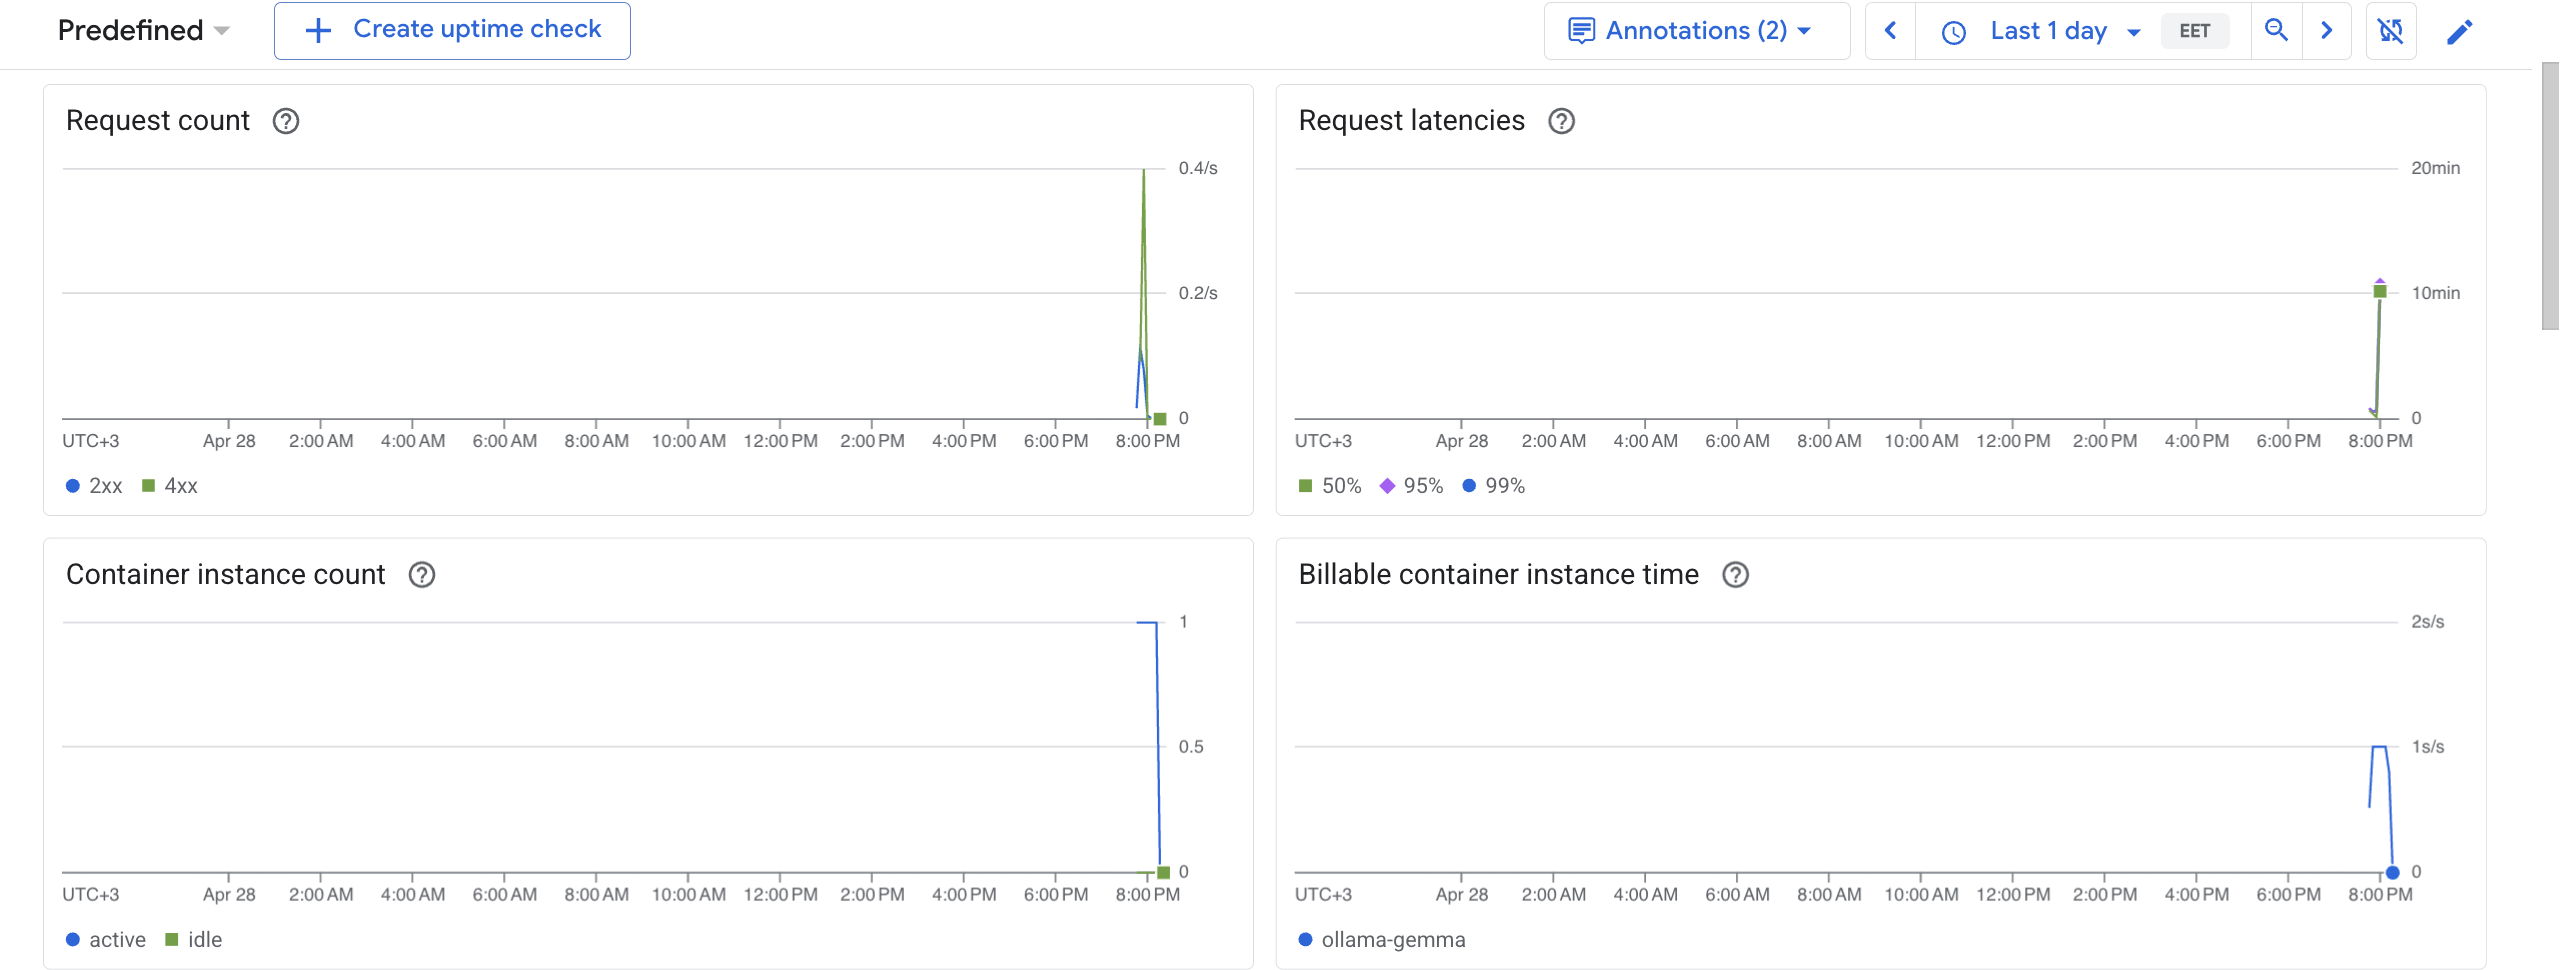 Predefined
Create uptime check
Annotations (2)
Last 1 day
EET
Request count
0.4/s
0.2/s
0
UTC+3 Apr 28 2:00 AM 4:00 AM 6:00 AM 8:00 AM 10:00 AM 12:00 PM 2:00 PM 4:00 PM 6:00 PM 8:00 PM
2xx 4xx
Request latencies
20min
10min
0
UTC+3 Apr 28 2:00 AM 4:00 AM 6:00 AM 8:00 AM 10:00 AM 12:00 PM 2:00 PM 4:00 PM 6:00 PM 8:00 PM
50% 95% 99%
Container instance count
1
0.5
0
UTC+3 Apr 28 2:00 AM 4:00 AM 6:00 AM 8:00 AM 10:00 AM 12:00 PM 2:00 PM 4:00 PM 6:00 PM 8:00 PM
active idle
Billable container instance time
2s/s
1s/s
0
UTC+3 Apr 28 2:00 AM 4:00 AM 6:00 AM 8:00 AM 10:00 AM 12:00 PM 2:00 PM 4:00 PM 6:00 PM 8:00 PM
ollama-gemma